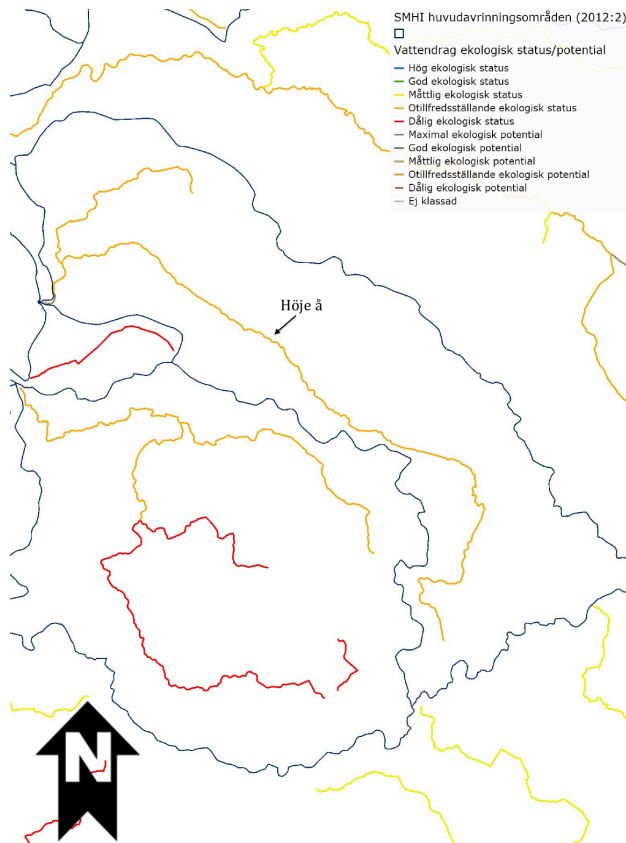 SMHI huvudavrinningsområden (2012:2)
Vattendrag ekologisk status/potential
Hög ekologisk status
God ekologisk status
Måttlig ekologisk status
Otillfredsställande ekologisk status
Dålig ekologisk status
Maximal ekologisk potential
God ekologisk potential
Måttlig ekologisk potential
Otillfredsställande ekologisk potential
Dålig ekologisk potential
Ej klassad
Höje å
N